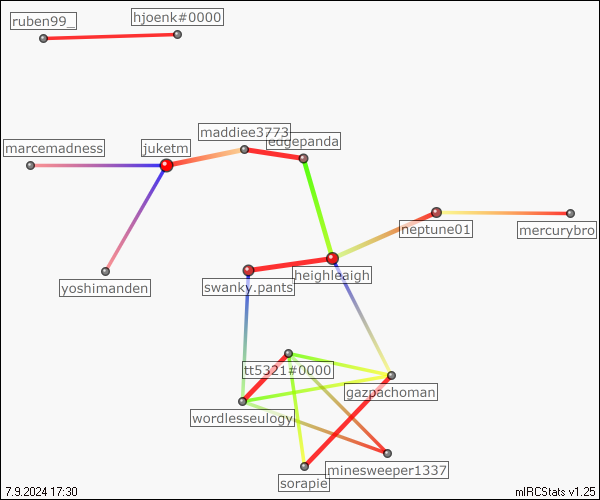 ruben99_
hjoenk#0000
maddiee3773
edgepanda
marcemadness
juketm
neptune01
mercurybro
heighleaigh
swanky.pants
yoshimanden
tt5321#0000
gazpachoman
wordlesseulogy
minesweeper1337
sorapie
7.9.2024 17:30
mIRCStats v1.25